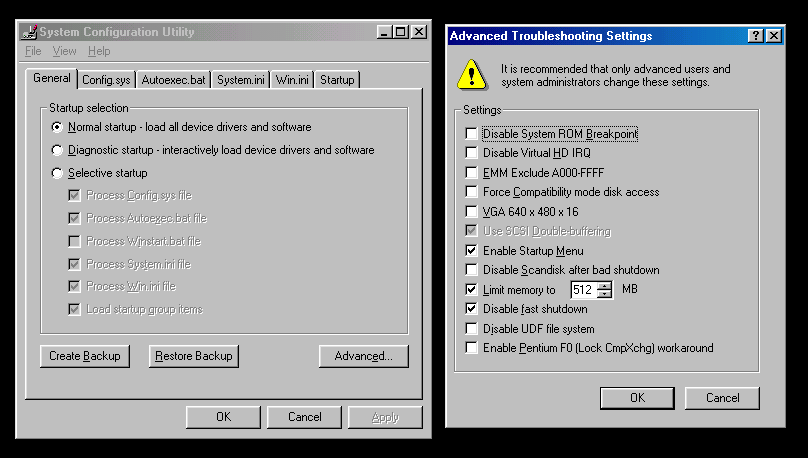 System Configuration Utility
File View Help
General Config.sys Autoexec.bat System.ini Win.ini Startup
Startup selection
Normal startup - load all device drivers and software
Diagnostic startup - interactively load device drivers and software
Selective startup
Process Config.sys file
Process Autoexec.bat file
Process Winstart.bat file
Process System.ini file
Process Win.ini file
Load startup group items
Create Backup Restore Backup Advanced...
OK Cancel Apply
Advanced Troubleshooting Settings
It is recommended that only advanced users and
system administrators change these settings.
Settings
Disable System ROM Breakpoint
Disable Virtual HD IRQ
EMM Exclude A000-FFFF
Force Compatibility mode disk access
VGA 640 x 480 x 16
Use SCSI Double-buffering
Enable Startup Menu
Disable Scandisk after bad shutdown
Limit memory to 512 MB
Disable fast shutdown
Disable UDF file system
Enable Pentium F0 (Lock CmpXchg) workaround
OK Cancel